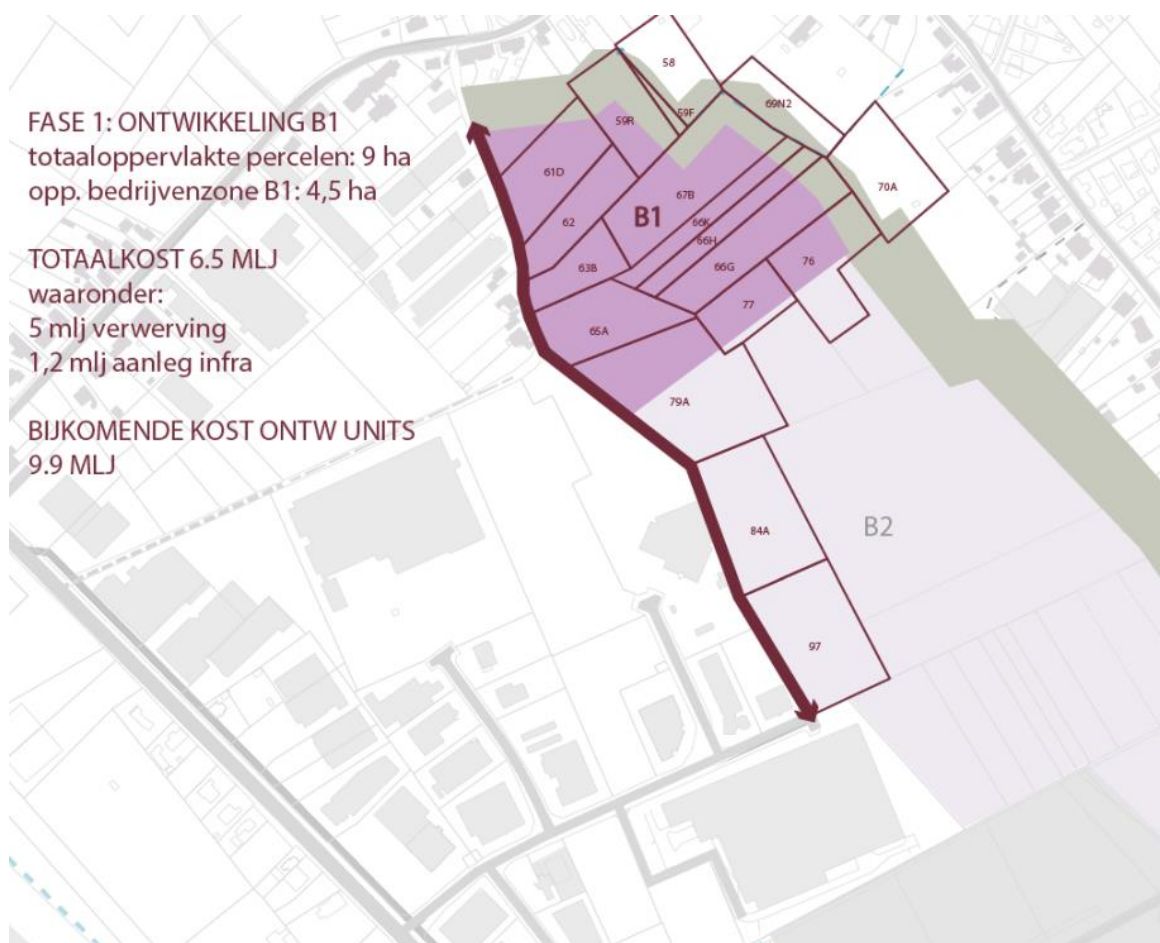 FASE 1: ONTWIKKELING B1
totaaloppervlakte percelen: 9 ha
opp. bedrijvenzone B1: 4,5 ha
TOTAALKOST 6.5 MLJ
waaronder:
5 mlj verwerving
1,2 mlj aanleg infra
BIJKOMENDE KOST ONTW UNITS
9.9 MLJ
58
69N2
59F
59R
61D
70A
67B
B1
66K
62
66H
63B
66G
76
77
65A
79A
84A
B2
97